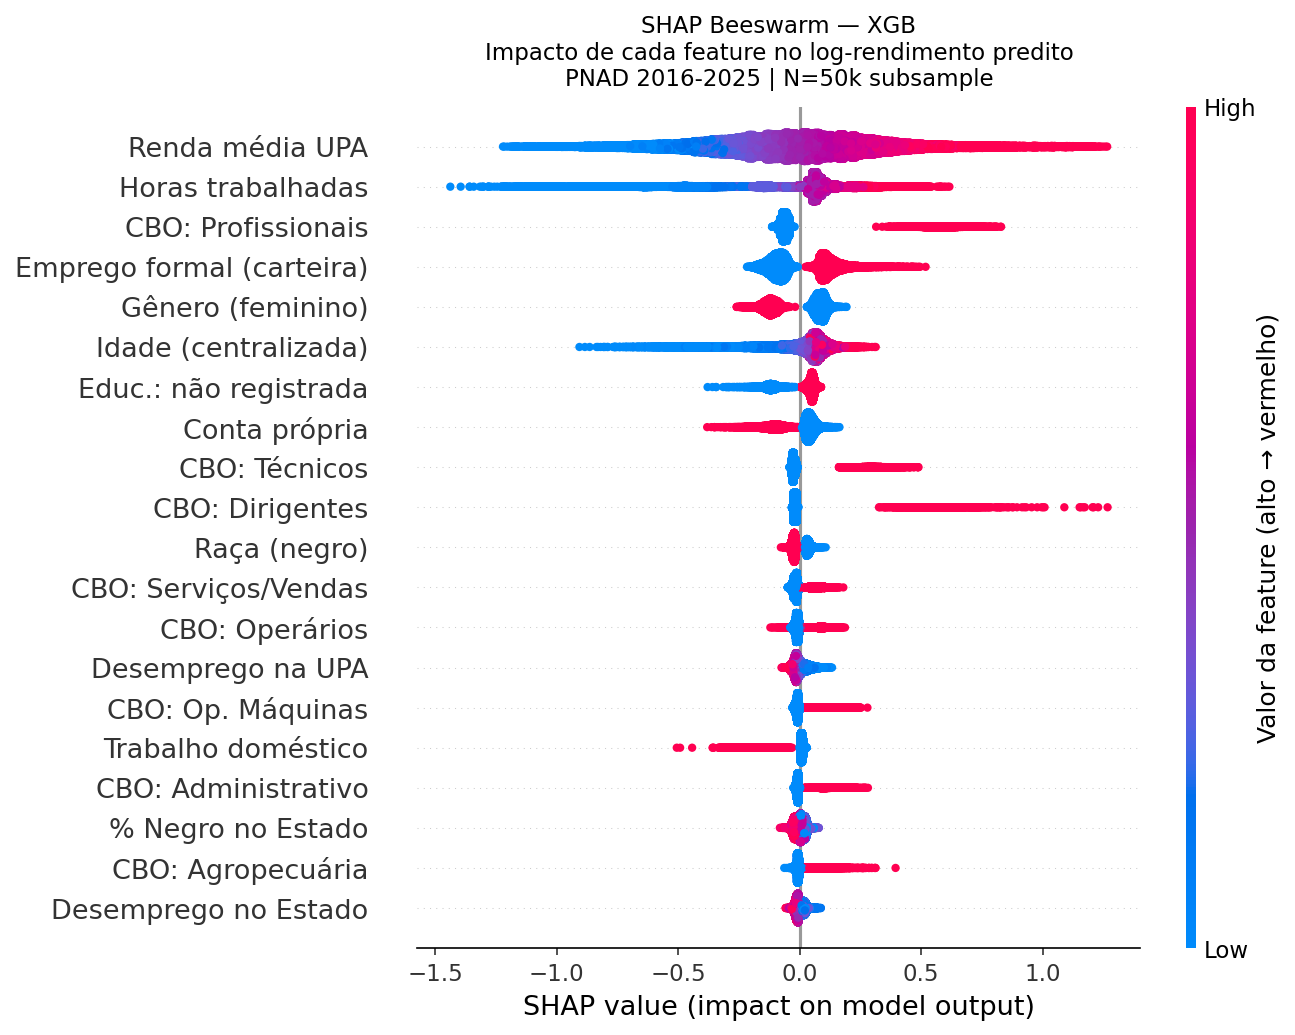 SHAP Beeswarm — XGB
Impacto de cada feature no log-rendimento predito
PNAD 2016-2025 | N=50k subsample
High
Renda média UPA
Horas trabalhadas
CBO: Profissionais
Emprego formal (carteira)
Gênero (feminino)
Idade (centralizada)
Educ.: não registrada
Conta própria
CBO: Técnicos
CBO: Dirigentes
Raça (negro)
CBO: Serviços/Vendas
CBO: Operários
Desemprego na UPA
CBO: Op. Máquinas
Trabalho doméstico
CBO: Administrativo
% Negro no Estado
CBO: Agropecuária
Desemprego no Estado
Valor da feature (alto → vermelho)
Low
−1.5 −1.0 −0.5 0.0 0.5 1.0
SHAP value (impact on model output)